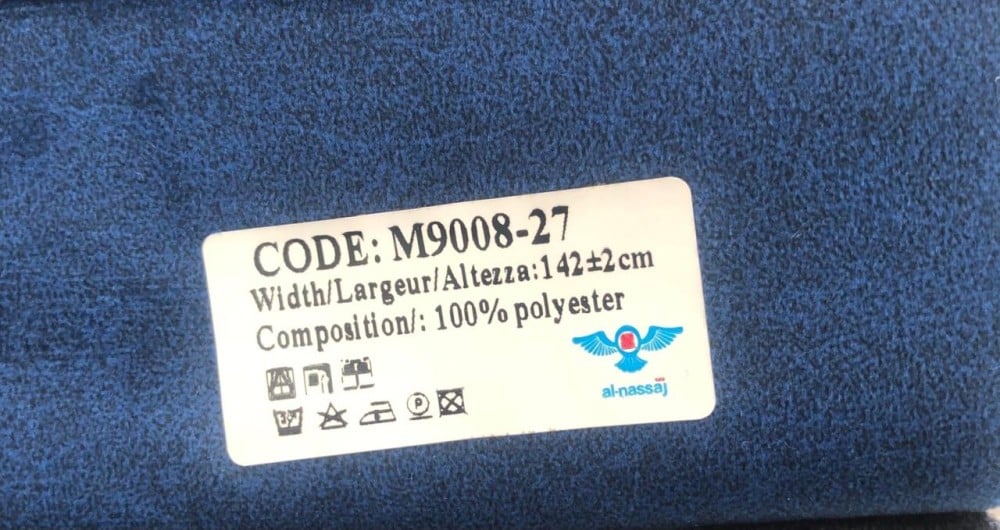 CODE: M9008-27
Width/Largeur/Altezza:142±2cm
Composition/: 100% polyester
al-nassaj
P